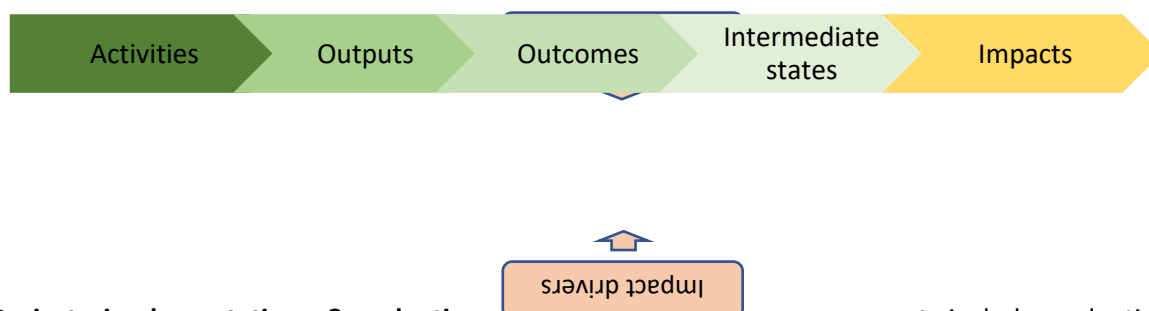 Activities
Outputs
Outcomes
Intermediate
states
Impacts
Impact drivers